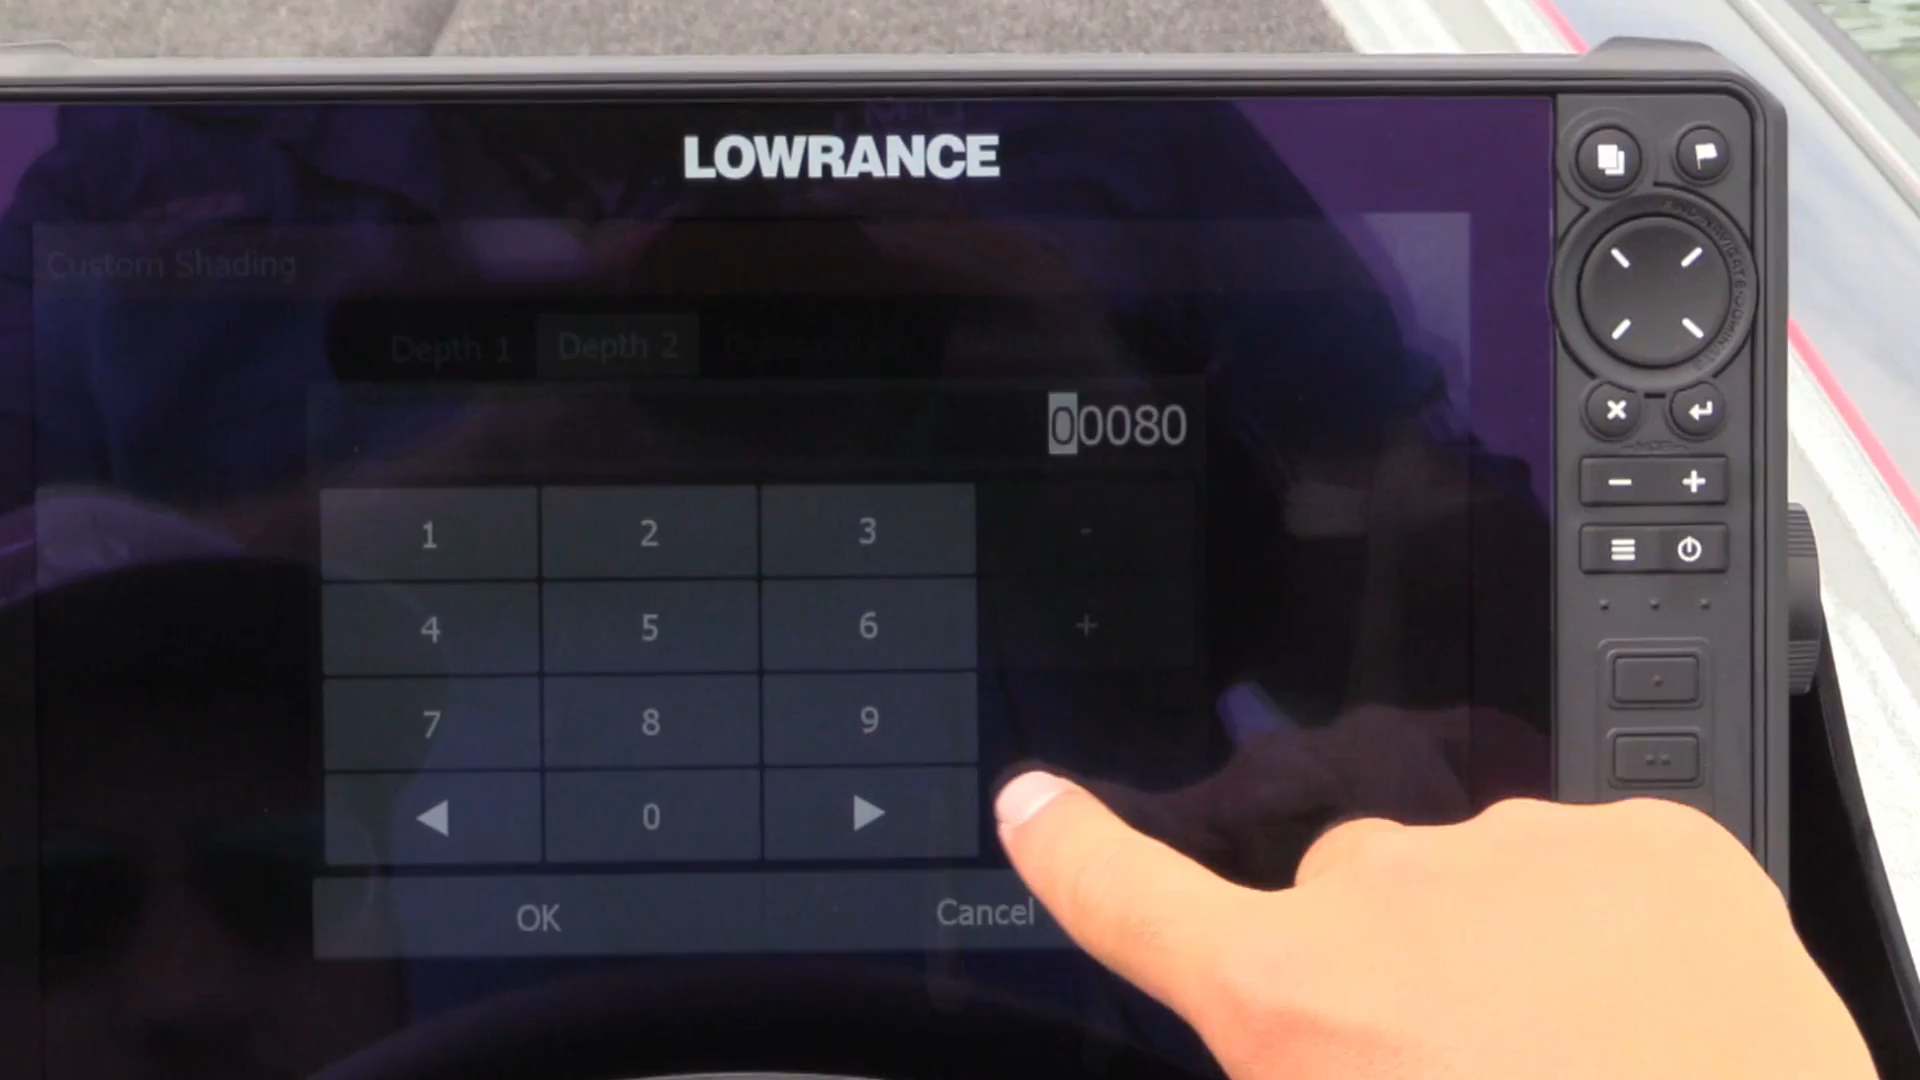 LOWRANCE
Custom Shading
Depth 1 Depth 2
00080
1 2 3 -
4 5 6 +
7 8 9
0
OK Cancel